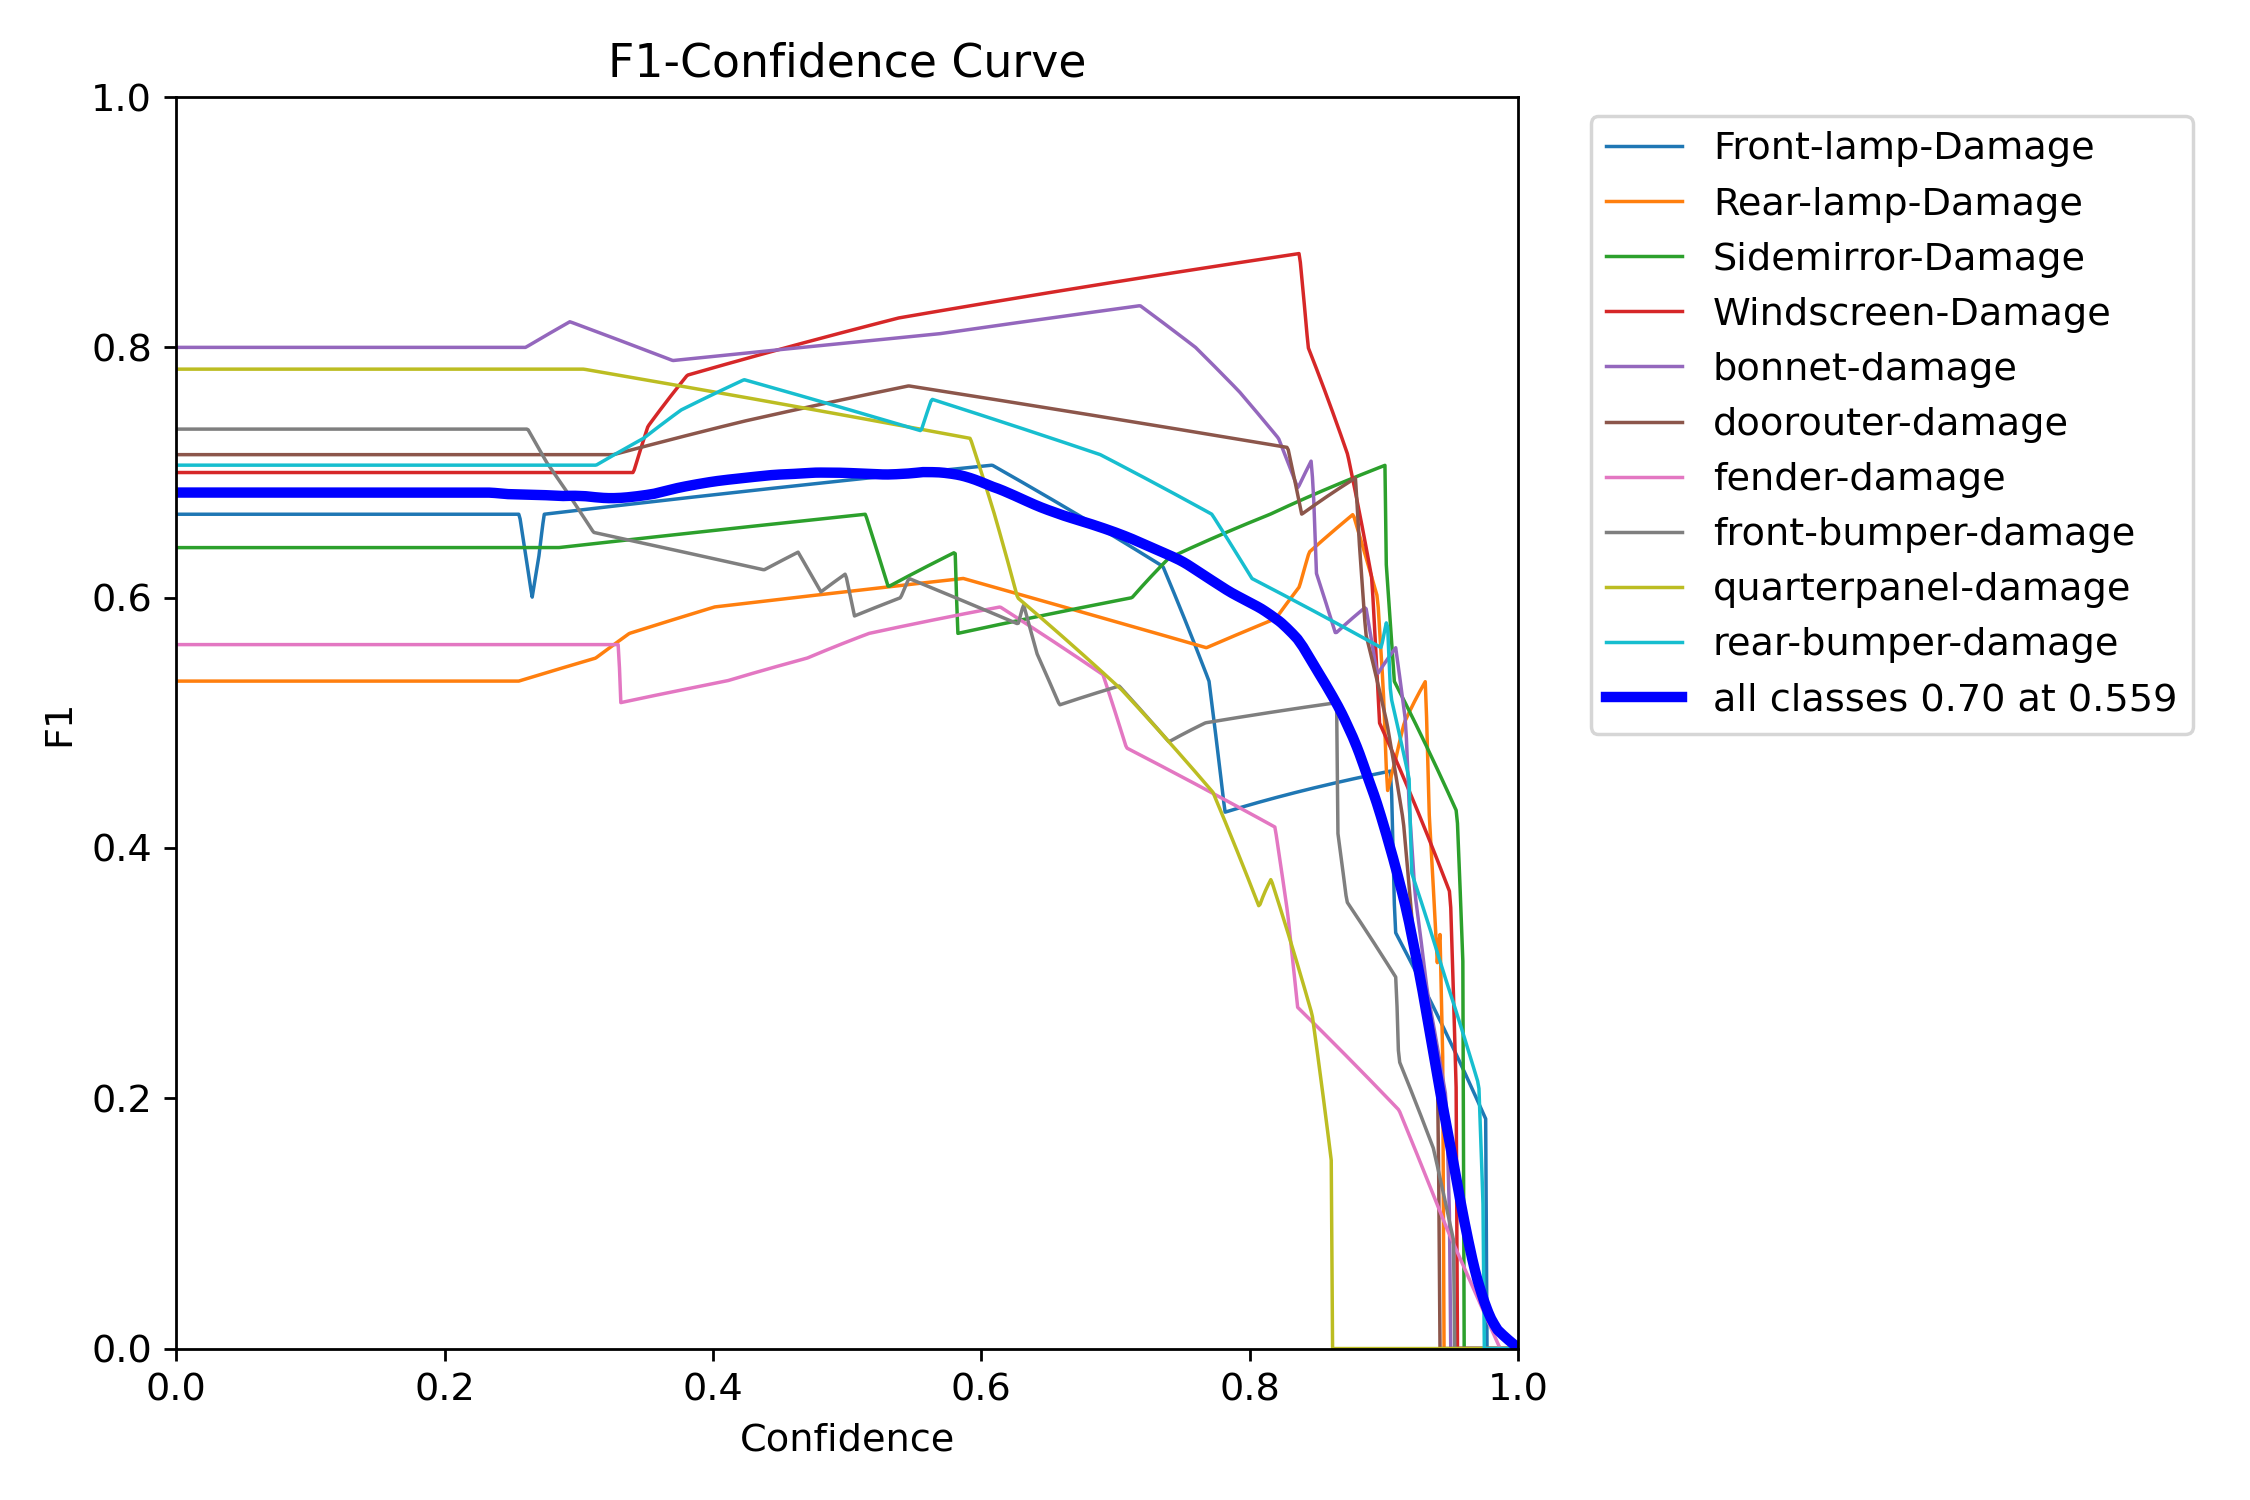 F1-Confidence Curve
1.0
0.8
0.6
0.4
0.2
0.0
F1
0.0 0.2 0.4 0.6 0.8 1.0
Confidence
Front-lamp-Damage
Rear-lamp-Damage
Sidemirror-Damage
Windscreen-Damage
bonnet-damage
doorouter-damage
fender-damage
front-bumper-damage
quarterpanel-damage
rear-bumper-damage
all classes 0.70 at 0.559